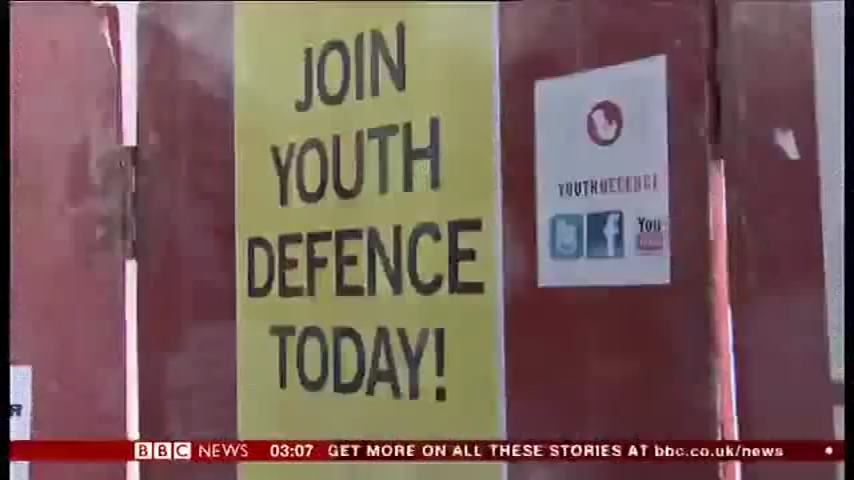 JOIN
YOUTH
DEFENCE
TODAY!
YOUTHDEFENCE
You
BBC NEWS 03:07 GET MORE ON ALL THESE STORIES AT bbc.co.uk/news